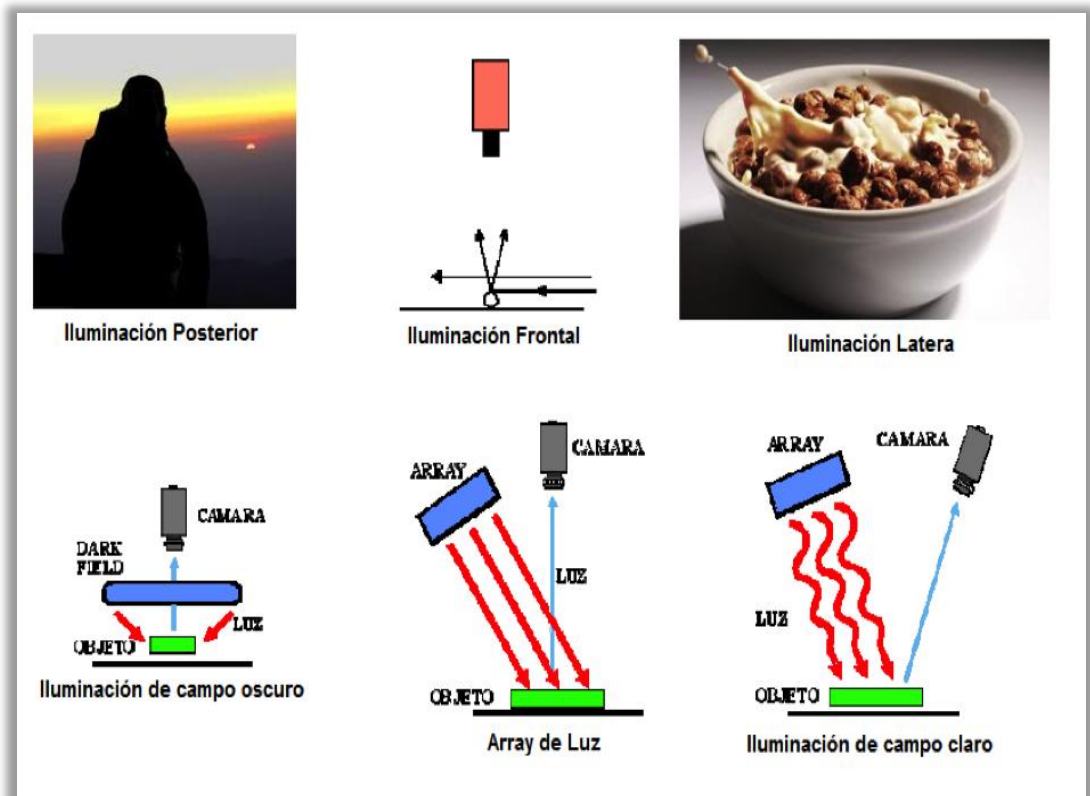 Iluminación Posterior
Iluminación Frontal
Iluminación Latera
CAMARA
DARK
FIELD
LUZ
OBJETO
Iluminación de campo oscuro
ARRAY
CAMARA
LUZ
OBJETO
Array de Luz
ARRAY
CAMARA
LUZ
OBJETO
Iluminación de campo claro